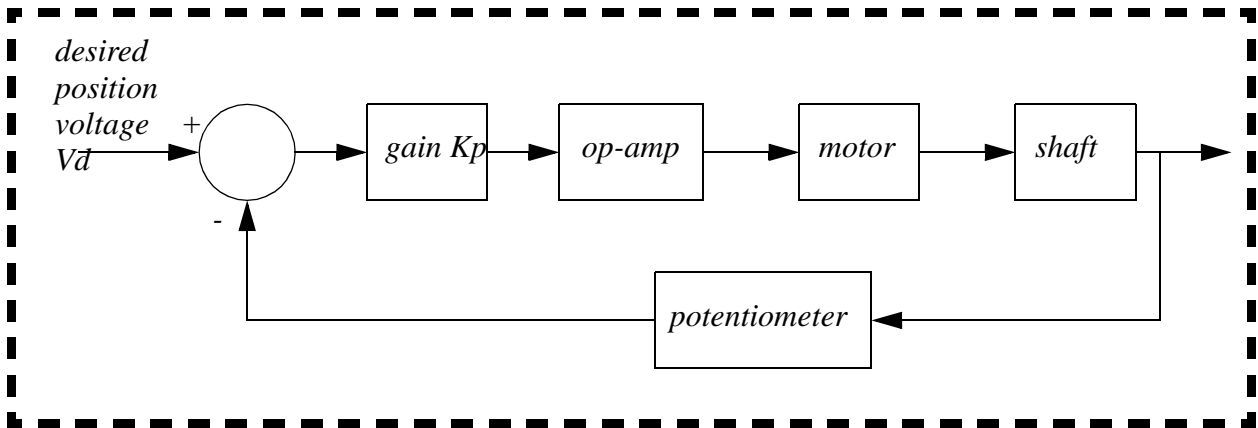 desired
position
voltage
Vd
+
-
gain Kp
op-amp
motor
shaft
potentiometer